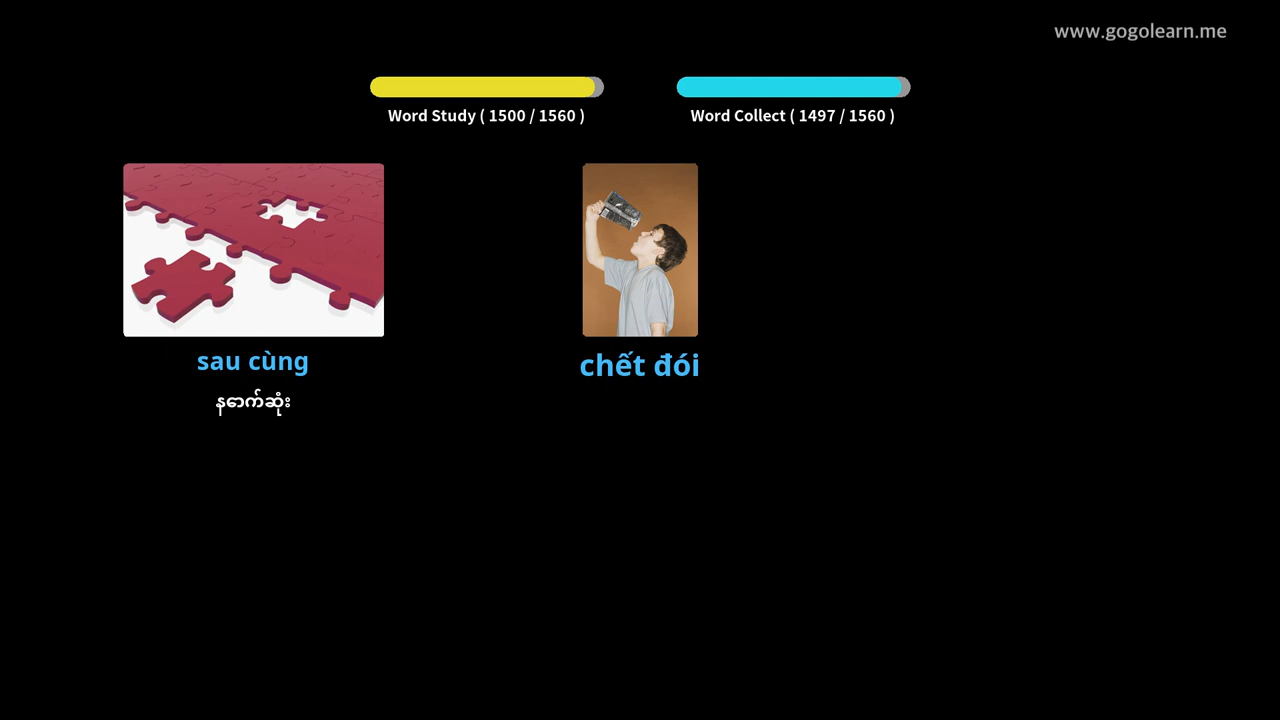 www.gogolearn.me
Word Study ( 1500 / 1560 )
Word Collect ( 1497 / 1560 )
sau cùng
နောက်ဆုံး
chết đói